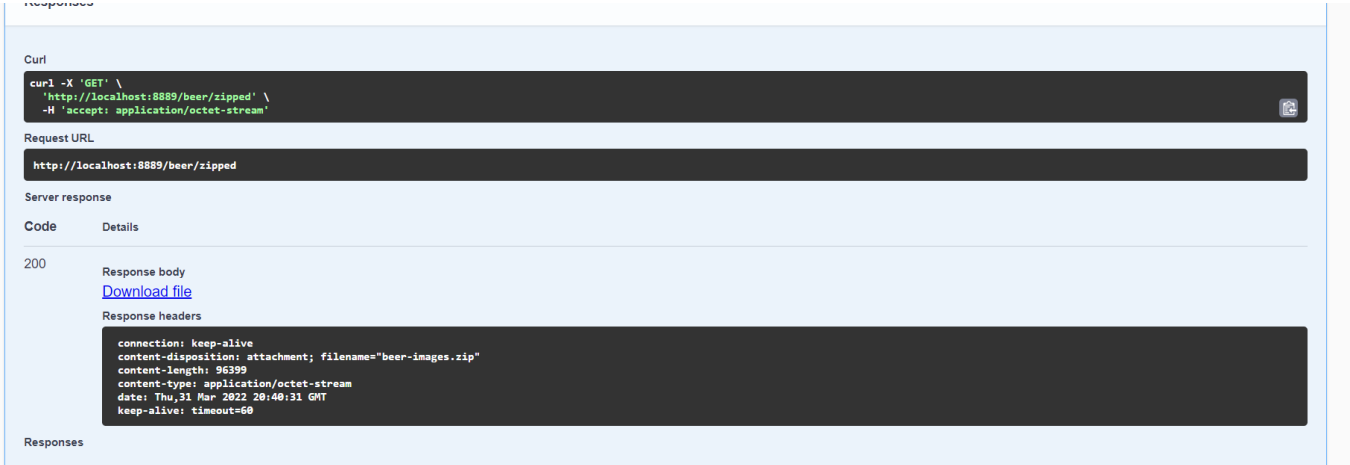 Responses
Curl
curl -X 'GET' \
'http://localhost:8889/beer/zipped' \
-H 'accept: application/octet-stream'
Request URL
http://localhost:8889/beer/zipped
Server response
Code Details
200
Response body
Download file
Response headers
connection: keep-alive
content-disposition: attachment; filename="beer-images.zip"
content-length: 96399
content-type: application/octet-stream
date: Thu,31 Mar 2022 20:40:31 GMT
keep-alive: timeout=60
Responses